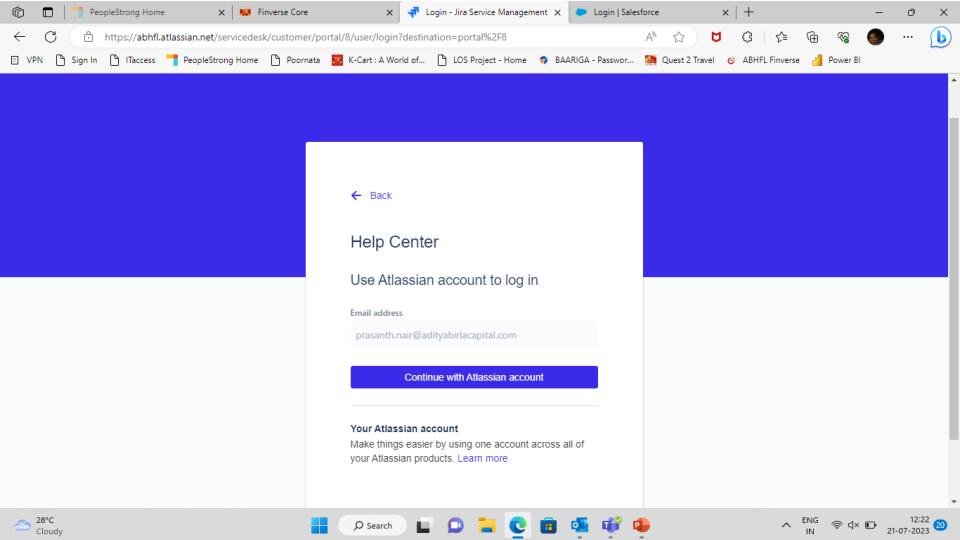 PeopleStrong Home
Finverse Core
Login - Jira Service Management
Login | Salesforce
https://abhfl.atlassian.net/servicedesk/customer/portal/8/user/login?destination=portal%2F8
VPN
Sign In
ITaccess
PeopleStrong Home
Poornata
K-Cart : A World of...
LOS Project - Home
BAARIGA - Passwor...
Quest 2 Travel
ABHFL Finverse
Power BI
Back
Help Center
Use Atlassian account to log in
Email address
prasanth.nair@adityabirlacapital.com
Continue with Atlassian account
Your Atlassian account
Make things easier by using one account across all of
your Atlassian products. Learn more
28°C
Cloudy
Search
ENG
IN
12:22
21-07-2023
20